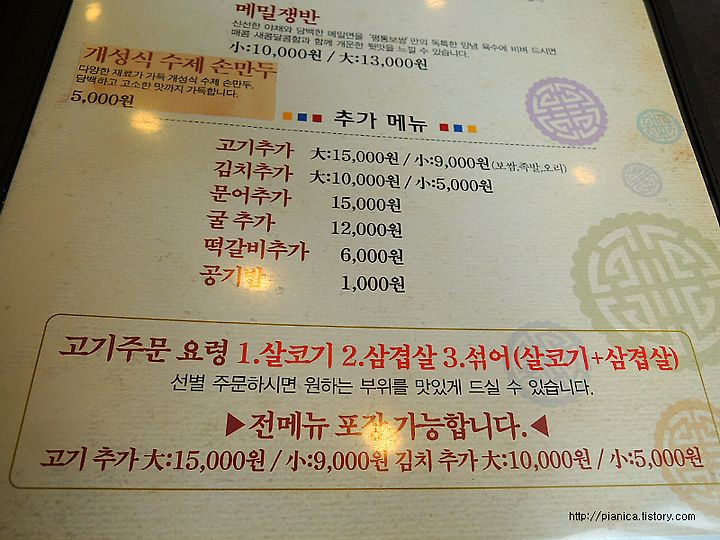 메밀쟁반
신선한 야채와 담백한 메밀면을 '평통보쌈' 만의 독특한 양념 육수에 비벼 드시면
매콤 새콤달콤함과 함께 개운한 뒷맛을 느낄 수 있습니다.
小:10,000원 / 大:13,000원
개성식 수제 손만두
다양한 재료가 가득 개성식 수제 손만두.
담백하고 고소한 맛까지 가득합니다.
5,000원
추가 메뉴
고기추가 大:15,000원 / 小:9,000원(보쌈,족발,오리)
김치추가 大:10,000원 / 小:5,000원
문어추가 15,000원
굴 추가 12,000원
떡갈비추가 6,000원
공기밥 1,000원
고기주문 요령 1.살코기 2.삼겹살 3.섞어(살코기+삼겹살)
선별 주문하시면 원하는 부위를 맛있게 드실 수 있습니다.
▶전메뉴 포장 가능합니다.◀
고기 추가 大:15,000원 / 小:9,000원 김치 추가 大:10,000원 / 小:5,000원
http://pianica.tistory.com